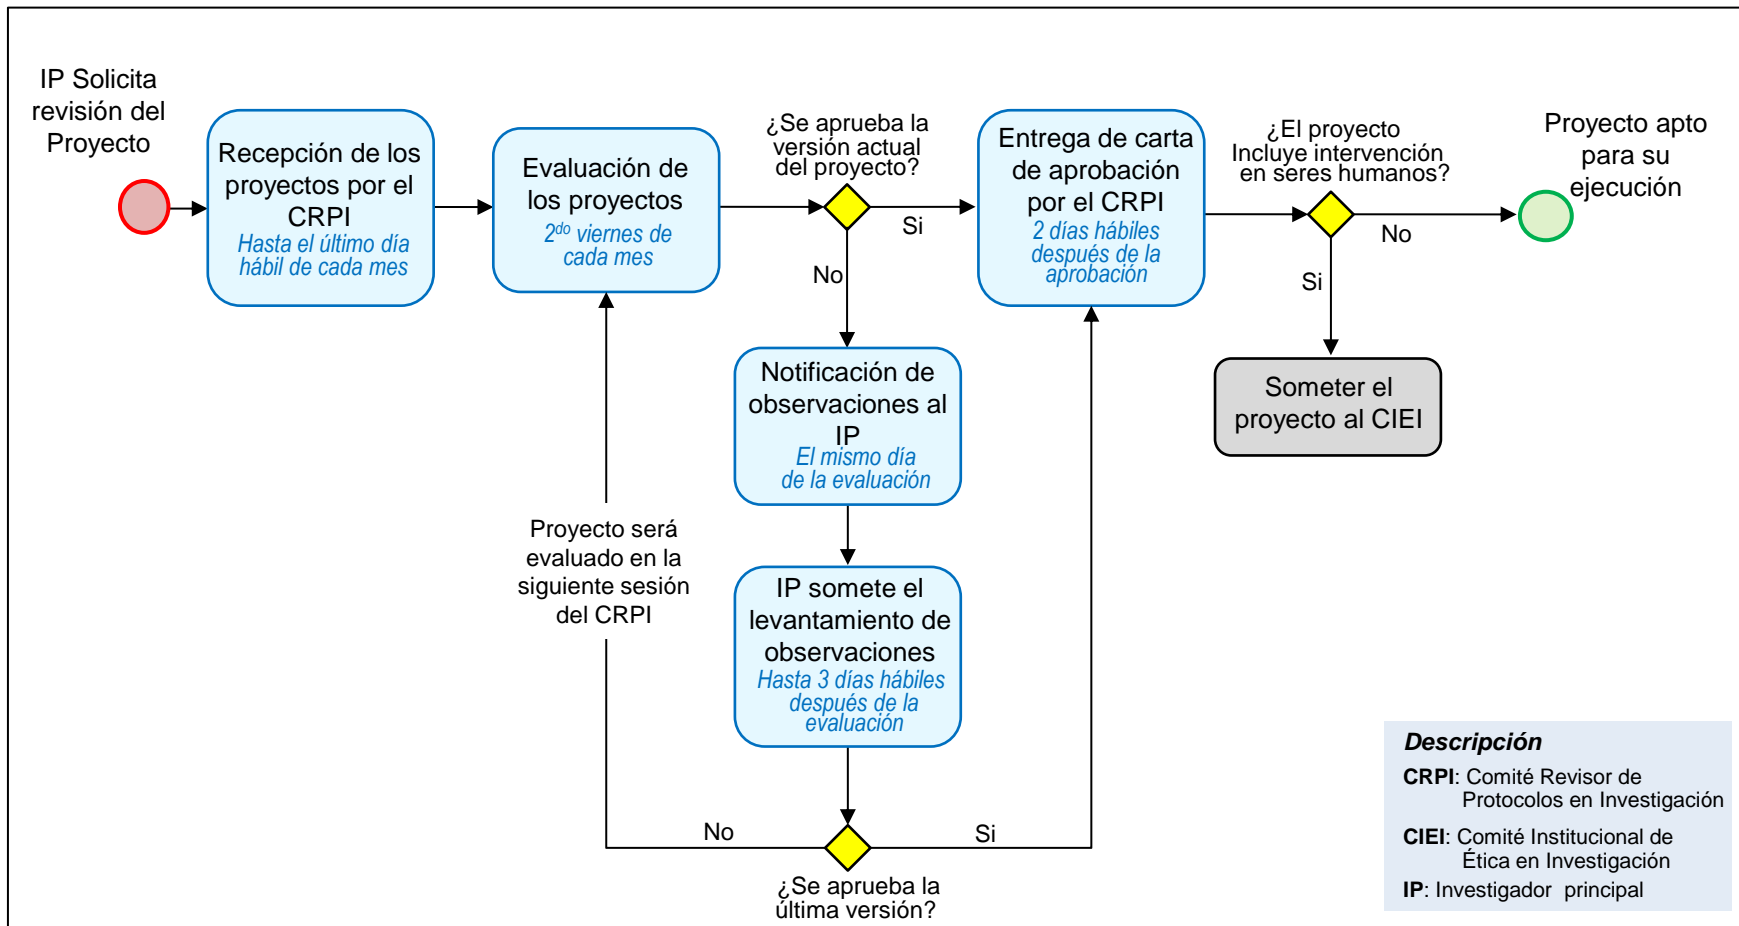 IP Solicita
revisión del
Proyecto
Recepción de los
proyectos por el
CRPI
Hasta el último día
hábil de cada mes
Evaluación de
los proyectos
2do viernes de
cada mes
¿Se aprueba la
versión actual
del proyecto?
Si
No
Entrega de carta
de aprobación
por el CRPI
2 días hábiles
después de la
aprobación
¿El proyecto
Incluye intervención
en seres humanos?
No
Si
Proyecto apto
para su
ejecución
Someter el
proyecto al CIEI
Notificación de
observaciones al
IP
El mismo día
de la evaluación
Proyecto será
evaluado en la
siguiente sesión
del CRPI
IP somete el
levantamiento de
observaciones
Hasta 3 días hábiles
después de la
evaluación
No
Si
¿Se aprueba la
última versión?
Descripción
CRPI: Comité Revisor de
Protocolos en Investigación
CIEI: Comité Institucional de
Ética en Investigación
IP: Investigador principal